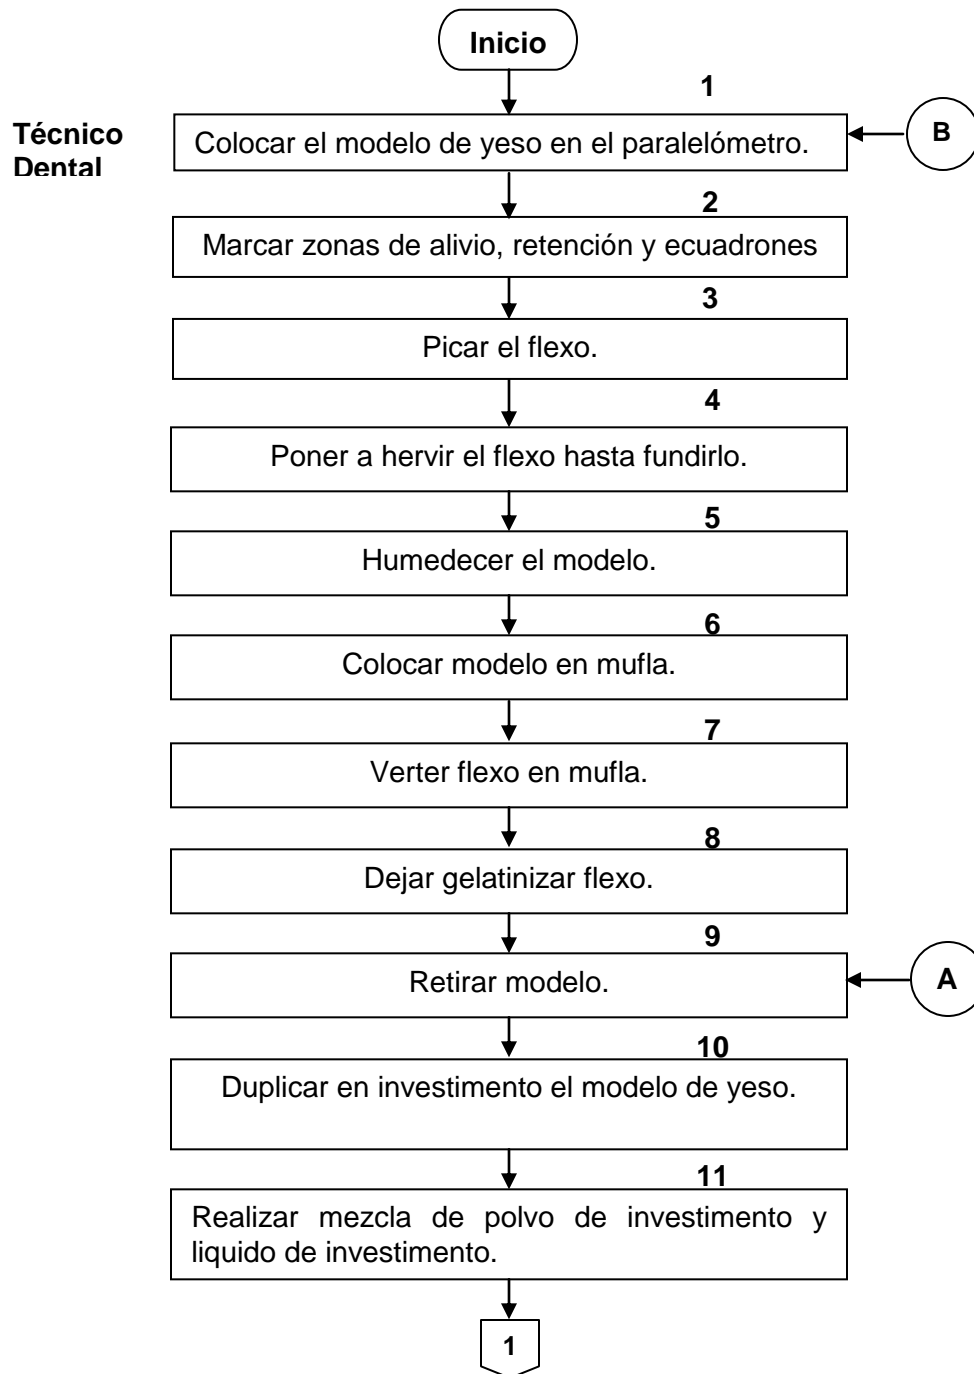 Inicio
1
Técnico
Dental
Colocar el modelo de yeso en el paralelómetro.
B
2
Marcar zonas de alivio, retención y ecuadrones
3
Picar el flexo.
4
Poner a hervir el flexo hasta fundirlo.
5
Humedecer el modelo.
6
Colocar modelo en mufla.
7
Verter flexo en mufla.
8
Dejar gelatinizar flexo.
9
Retirar modelo.
A
10
Duplicar en investimento el modelo de yeso.
11
Realizar mezcla de polvo de investimento y
liquido de investimento.
1